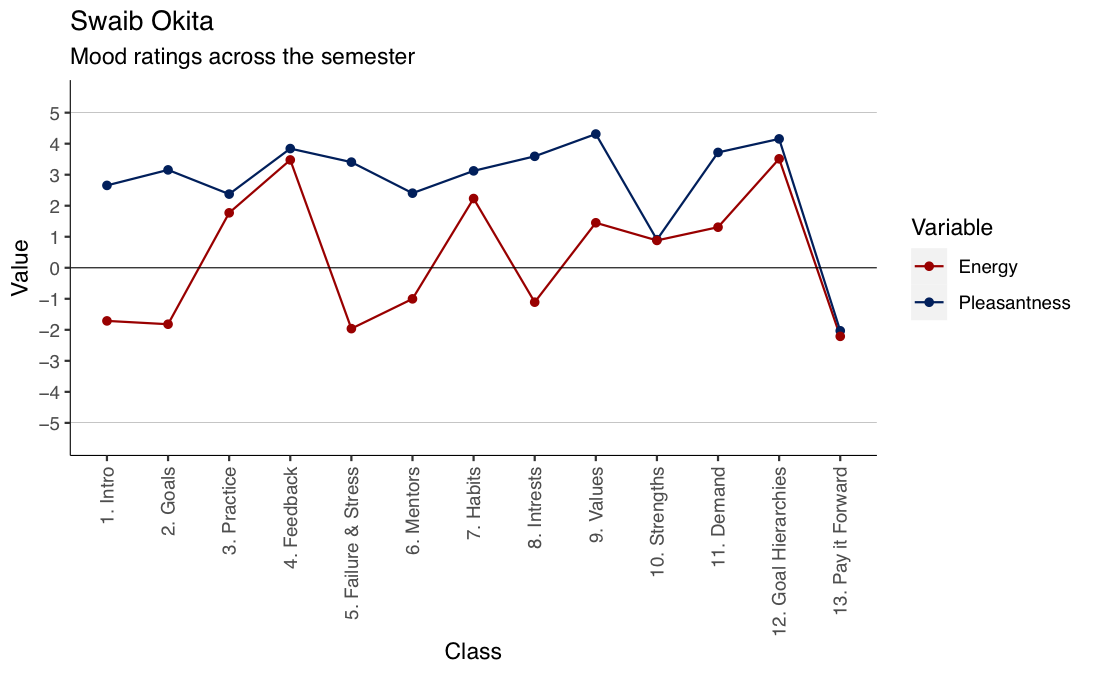 Swaib Okita
Mood ratings across the semester
Value
5
4
3
2
1
0
−1
−2
−3
−4
−5
1. Intro
2. Goals
3. Practice
4. Feedback
5. Failure & Stress
6. Mentors
7. Habits
8. Intrests
9. Values
10. Strengths
11. Demand
12. Goal Hierarchies
13. Pay it Forward
Class
Variable
Energy
Pleasantness